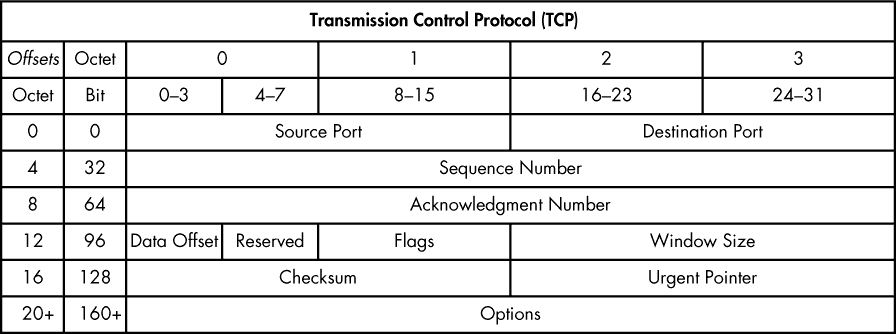 Transmission Control Protocol (TCP)
Offsets Octet 0 1 2 3
Octet Bit 0–3 4–7 8–15 16–23 24–31
0 0 Source Port Destination Port
4 32 Sequence Number
8 64 Acknowledgment Number
12 96 Data Offset Reserved Flags Window Size
16 128 Checksum Urgent Pointer
20+ 160+ Options